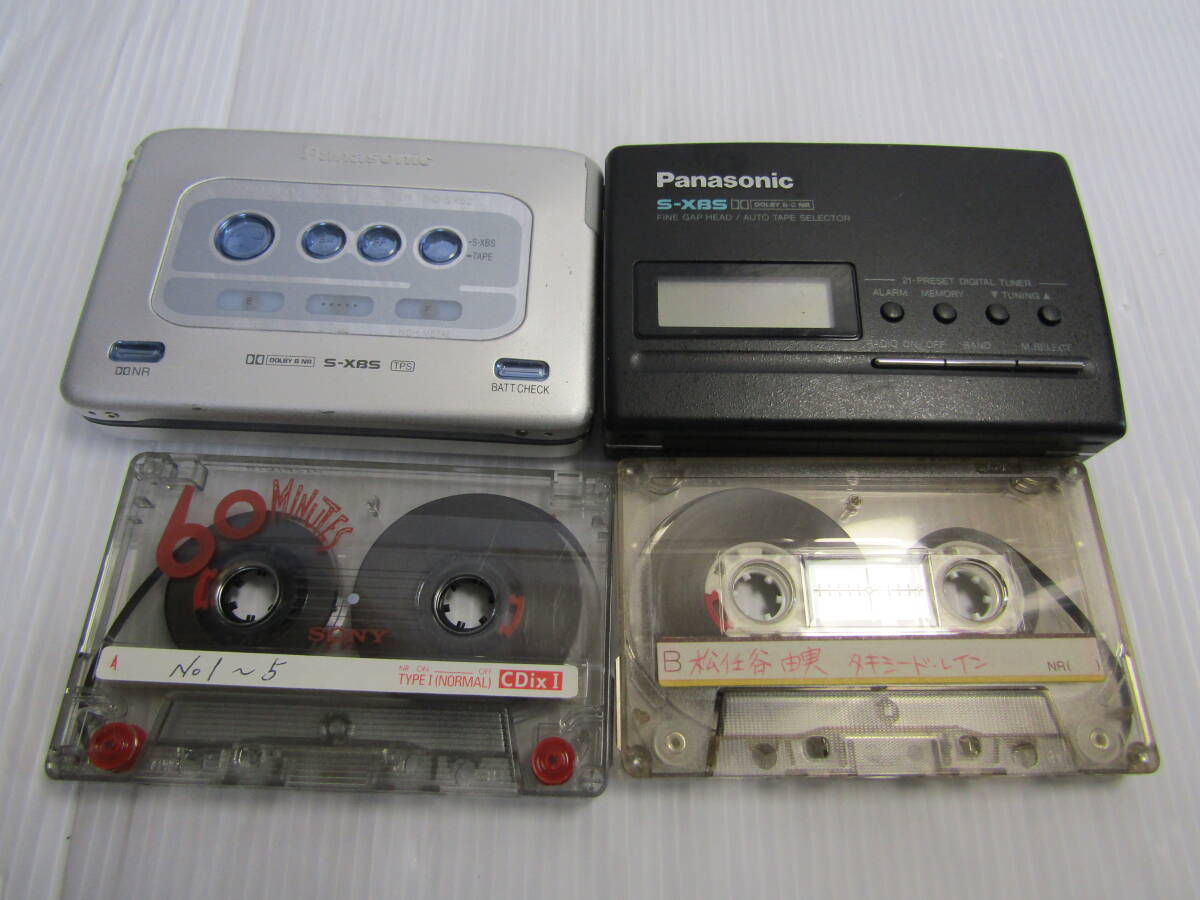 Panasonic
S-XBS
TAPE
DOLBY B NR S-XBS TPS
NR
BATT CHECK
Panasonic
S-XBS DOLBY B·C NR
FINE GAP HEAD / AUTO TAPE SELECTOR
21-PRESET DIGITAL TUNER
ALARM MEMORY ▼ TUNING ▲
RADIO ON/OFF BAND M.SELECT
60 MINUTES
SONY
A No1~5
NR ON OFF
TYPE I (NORMAL) CDix I
B 松任谷 由実 タキシード・レイン NR( )